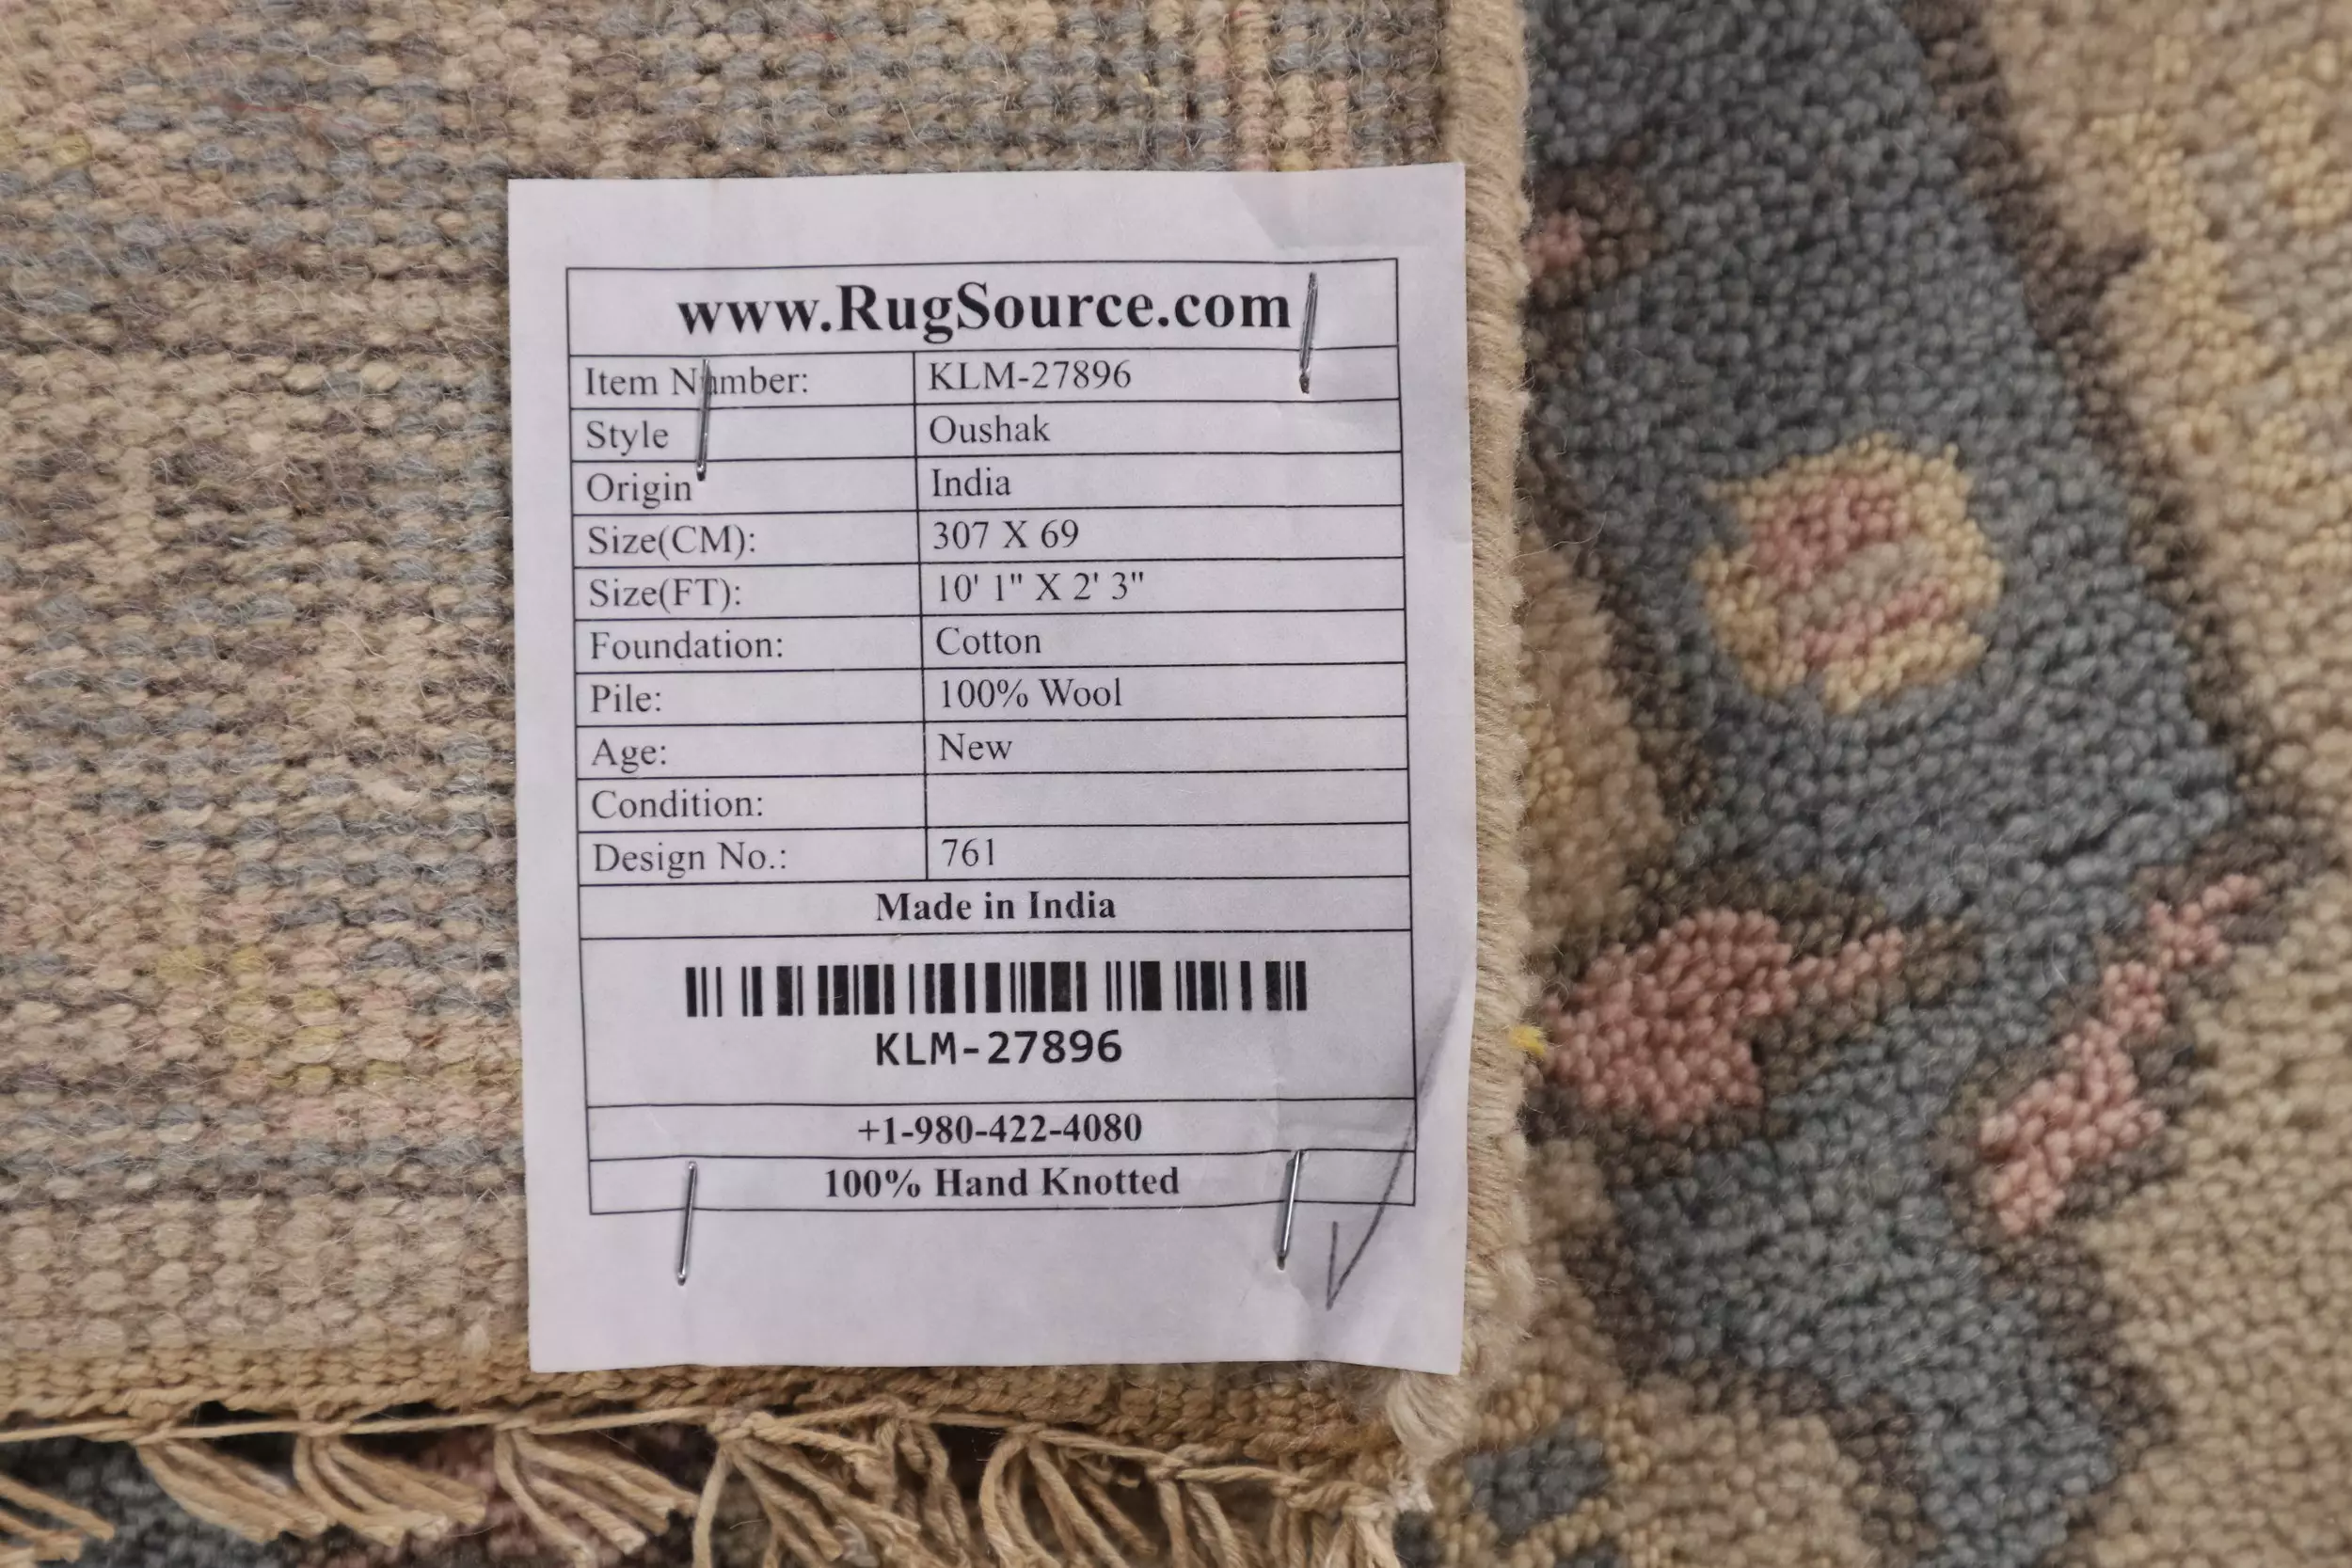 www.RugSource.com
Item Number: KLM-27896
Style Oushak
Origin India
Size(CM): 307 X 69
Size(FT): 10' 1" X 2' 3"
Foundation: Cotton
Pile: 100% Wool
Age: New
Condition:
Design No.: 761
Made in India
KLM-27896
+1-980-422-4080
100% Hand Knotted